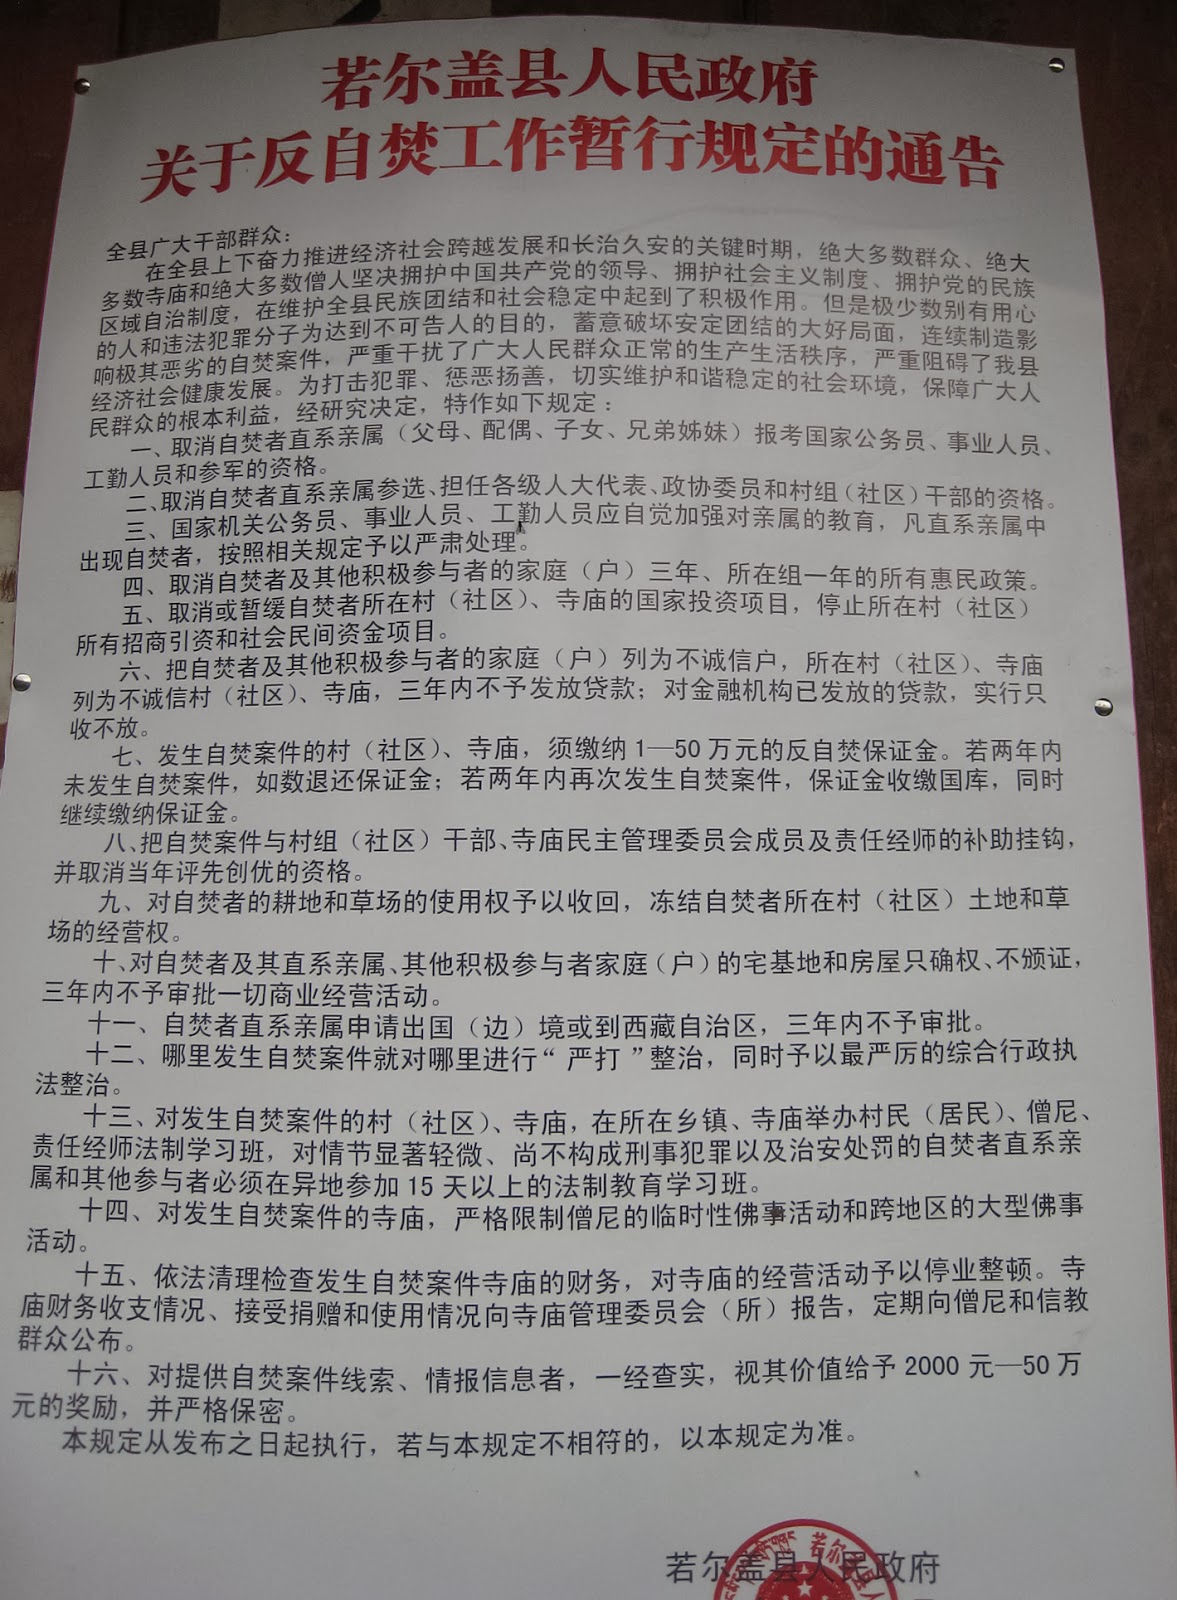 若尔盖县人民政府
关于反自焚工作暂行规定的通告
全县广大干部群众：
在全县上下奋力推进经济社会跨越发展和长治久安的关键时期，绝大多数群众、绝大
多数寺庙和绝大多数僧人坚决拥护中国共产党的领导、拥护社会主义制度、拥护党的民族
区域自治制度，在维护全县民族团结和社会稳定中起到了积极作用。但是极少数别有用心
的人和违法犯罪分子为达到不可告人的目的，蓄意破坏安定团结的大好局面，连续制造影
响极其恶劣的自焚案件，严重干扰了广大人民群众正常的生产生活秩序，严重阻碍了我县
经济社会健康发展。为打击犯罪、惩恶扬善，切实维护和谐稳定的社会环境，保障广大人
民群众的根本利益，经研究决定，特作如下规定：
一、取消自焚者直系亲属（父母、配偶、子女、兄弟姊妹）报考国家公务员、事业人员、
工勤人员和参军的资格。
二、取消自焚者直系亲属参选、担任各级人大代表、政协委员和村组（社区）干部的资格。
三、国家机关公务员、事业人员、工勤人员应自觉加强对亲属的教育，凡直系亲属中
出现自焚者，按照相关规定予以严肃处理。
四、取消自焚者及其他积极参与者的家庭（户）三年、所在组一年的所有惠民政策。
五、取消或暂缓自焚者所在村（社区）、寺庙的国家投资项目，停止所在村（社区）
所有招商引资和社会民间资金项目。
六、把自焚者及其他积极参与者的家庭（户）列为不诚信户，所在村（社区）、寺庙
列为不诚信村（社区）、寺庙，三年内不予发放贷款；对金融机构已发放的贷款，实行只
收不放。
七、发生自焚案件的村（社区）、寺庙，须缴纳1—50万元的反自焚保证金。若两年内
未发生自焚案件，如数退还保证金；若两年内再次发生自焚案件，保证金收缴国库，同时
继续缴纳保证金。
八、把自焚案件与村组（社区）干部、寺庙民主管理委员会成员及责任经师的补助挂钩，
并取消当年评先创优的资格。
九、对自焚者的耕地和草场的使用权予以收回，冻结自焚者所在村（社区）土地和草
场的经营权。
十、对自焚者及其直系亲属、其他积极参与者家庭（户）的宅基地和房屋只确权、不颁证，
三年内不予审批一切商业经营活动。
十一、自焚者直系亲属申请出国（边）境或到西藏自治区，三年内不予审批。
十二、哪里发生自焚案件就对哪里进行“严打”整治，同时予以最严厉的综合行政执
法整治。
十三、对发生自焚案件的村（社区）、寺庙，在所在乡镇、寺庙举办村民（居民）、僧尼、
责任经师法制学习班，对情节显著轻微、尚不构成刑事犯罪以及治安处罚的自焚者直系亲
属和其他参与者必须在异地参加15天以上的法制教育学习班。
十四、对发生自焚案件的寺庙，严格限制僧尼的临时性佛事活动和跨地区的大型佛事
活动。
十五、依法清理检查发生自焚案件寺庙的财务，对寺庙的经营活动予以停业整顿。寺
庙财务收支情况、接受捐赠和使用情况向寺庙管理委员会（所）报告，定期向僧尼和信教
群众公布。
十六、对提供自焚案件线索、情报信息者，一经查实，视其价值给予2000元—50万
元的奖励，并严格保密。
本规定从发布之日起执行，若与本规定不相符的，以本规定为准。
若尔盖县人民政府